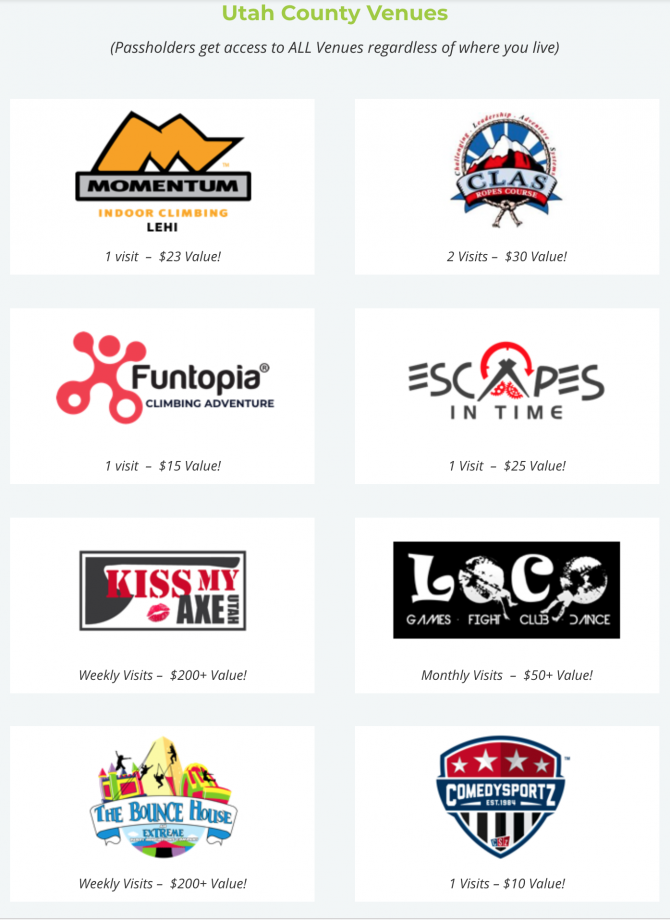 Utah County Venues
(Passholders get access to ALL Venues regardless of where you live)
MOMENTUM
TM
INDOOR CLIMBING
LEHI
1 visit – $23 Value!
Challenging · Leadership · Adventure · Systems
CLAS
ROPES COURSE
2 Visits – $30 Value!
Funtopia®
CLIMBING ADVENTURE
1 visit – $15 Value!
ESCAPES
IN TIME
1 Visit – $25 Value!
KISS MY
AXE UTAH
Weekly Visits – $200+ Value!
LOCO
GAMES · FIGHT CLUB · DANCE
Monthly Visits – $50+ Value!
THE BOUNCE HOUSE
EXTREME
Weekly Visits – $200+ Value!
COMEDYSPORTZ
EST.1984
CSZ
TM
1 Visits – $10 Value!